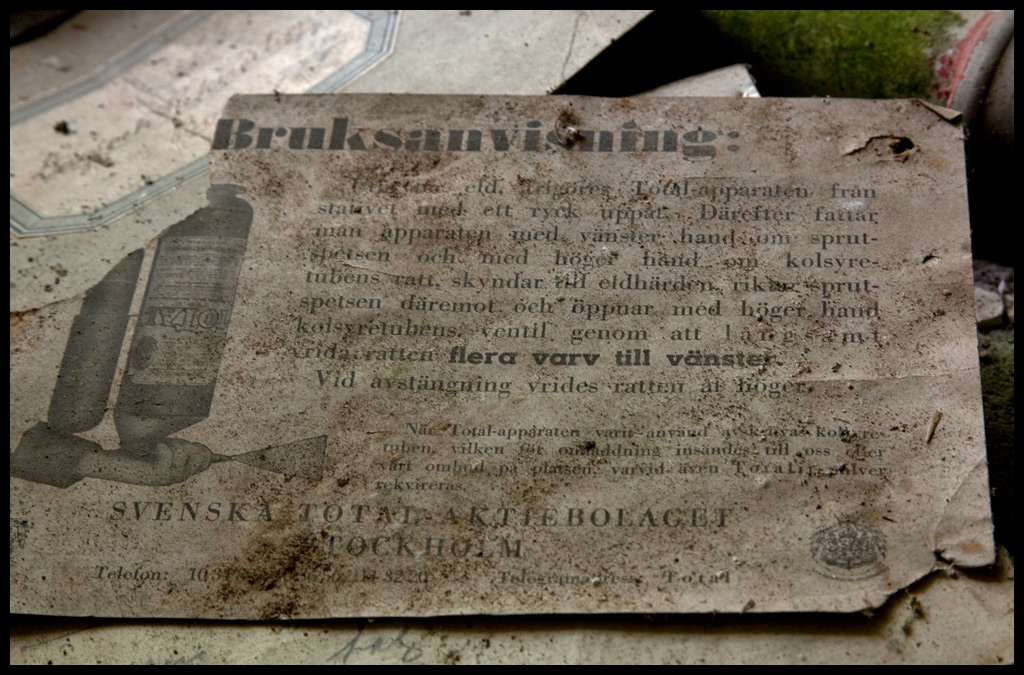 Bruksanvisning:
eld, frigöres Total-apparaten från
stativet med ett ryck uppåt. Därefter fattar
man apparaten med vänster hand om sprut-
spetsen och med höger hand om kolsyre-
tubens ratt, skyndar till eldhärden, riktar sprut-
spetsen däremot och öppnar med höger hand
kolsyretubens ventil genom att långsamt
vrida ratten flera varv till vänster.
Vid avstängning vrides ratten åt höger.
När Total-apparaten varit använd kolsyre-
tuben, vilken för omladdning insandes till oss eller
vårt ombud på platsen, varvid även Total pulver
rekvireras.
TOTAL
SVENSKA TOTAL-AKTIEBOLAGET
STOCKHOLM
Telefon: Telegramadress: Total